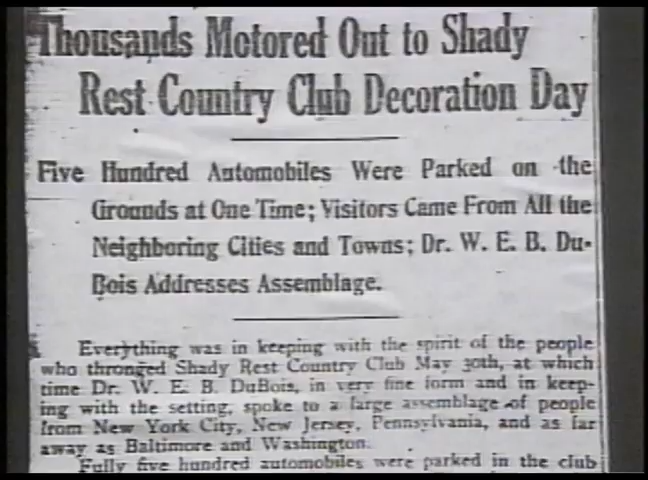 Thousands Motored Out to Shady
Rest Country Club Decoration Day
Five Hundred Automobiles Were Parked on the
Grounds at One Time; Visitors Came From All the
Neighboring Cities and Towns; Dr. W. E. B. Du-
Bois Addresses Assemblage.
Everything was in keeping with the spirit of the people
who thronged Shady Rest Country Club May 30th, at which
time Dr. W. E. B. DuBois, in very fine form and in keep-
ing with the setting, spoke to a large assemblage of people
from New York City, New Jersey, Pennsylvania, and as far
away as Baltimore and Washington.
Fully five hundred automobiles were parked in the club